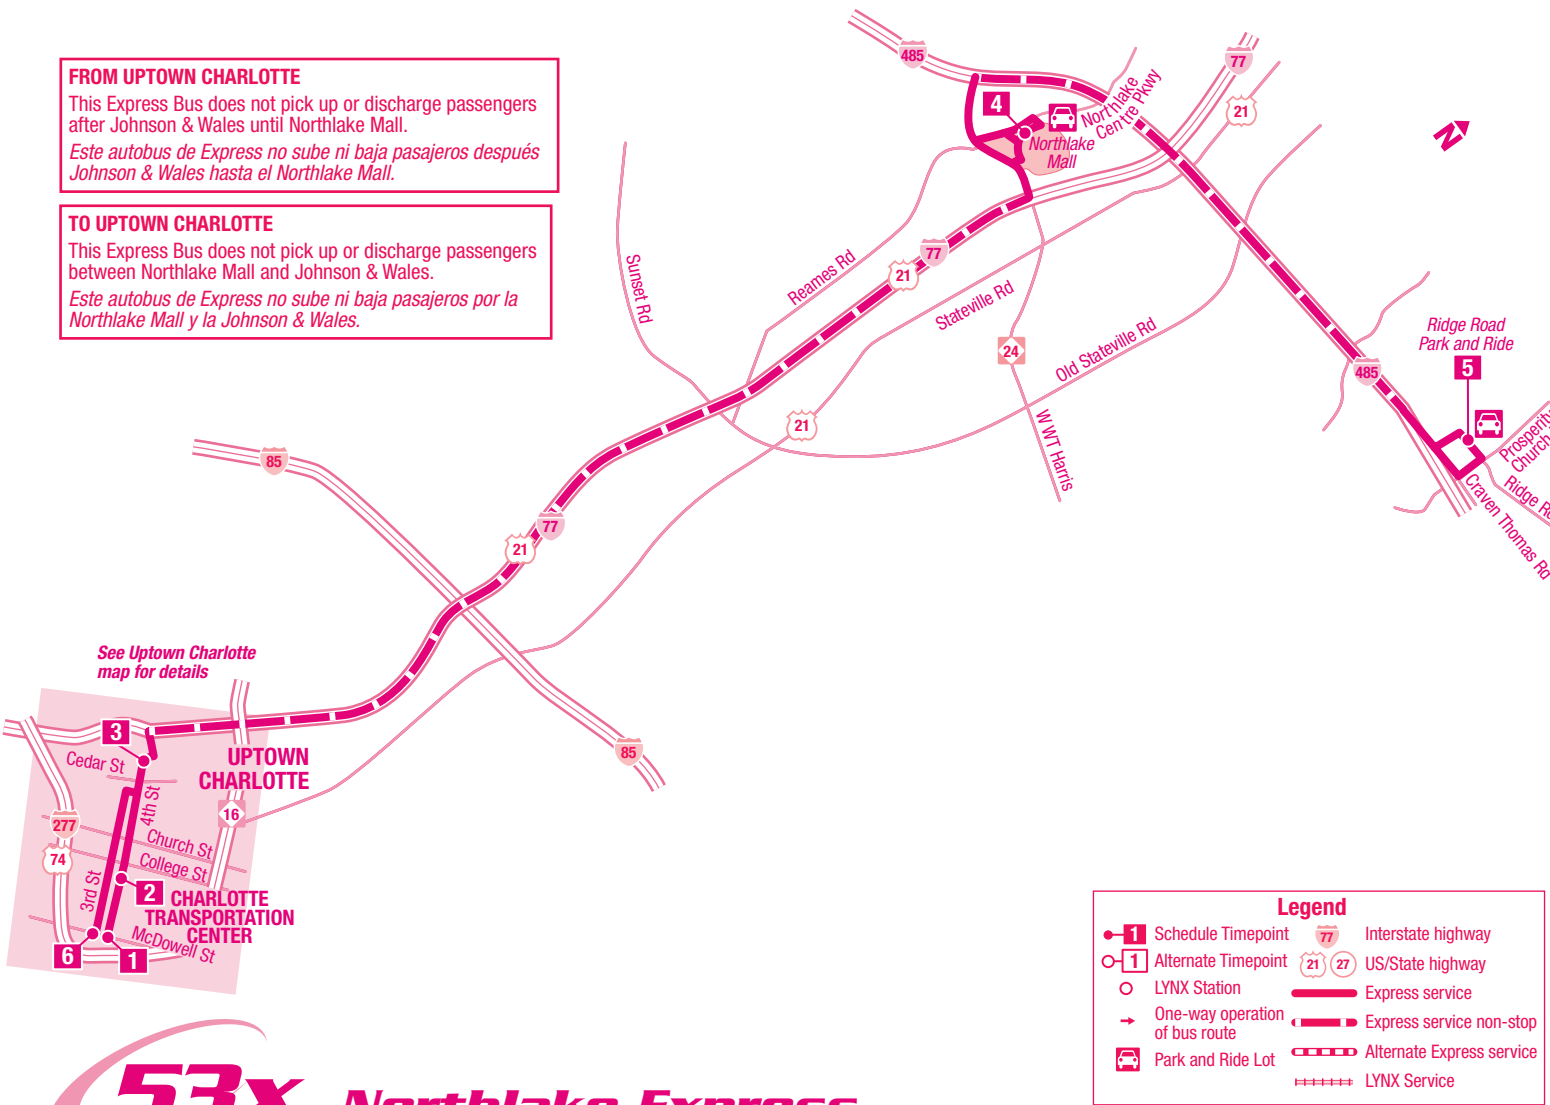 FROM UPTOWN CHARLOTTE
This Express Bus does not pick up or discharge passengers
after Johnson & Wales until Northlake Mall.
Este autobus de Express no sube ni baja pasajeros después
Johnson & Wales hasta el Northlake Mall.
TO UPTOWN CHARLOTTE
This Express Bus does not pick up or discharge passengers
between Northlake Mall and Johnson & Wales.
Este autobus de Express no sube ni baja pasajeros por la
Northlake Mall y la Johnson & Wales.
485
77
21
4
Northlake
Centre Pkwy
Northlake
Mall
N
Sunset Rd
Reames Rd
77
21
Stateville Rd
24
Old Stateville Rd
W WT Harris
21
485
Ridge Road
Park and Ride
5
Prosperity
Church
Ridge
Craven Thomas Rd
85
77
21
85
See Uptown Charlotte
map for details
3
Cedar St
UPTOWN
CHARLOTTE
4th St
16
277
74
Church St
College St
3rd St
2
CHARLOTTE
TRANSPORTATION
CENTER
McDowell St
6
1
Legend
1 Schedule Timepoint
1 Alternate Timepoint
LYNX Station
One-way operation
of bus route
Park and Ride Lot
77 Interstate highway
21 27 US/State highway
Express service
Express service non-stop
Alternate Express service
LYNX Service
53x Northlake Express